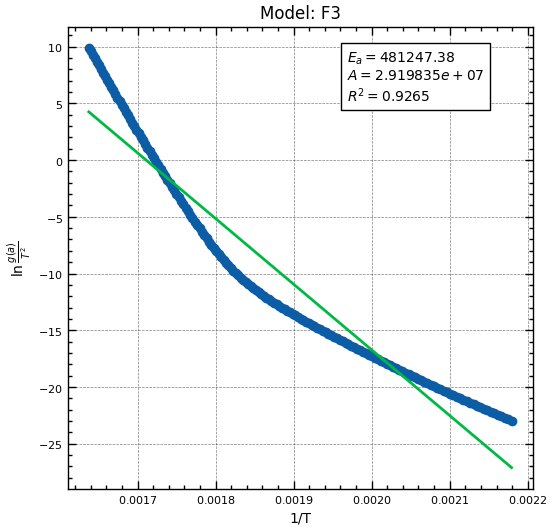 Model: F3
E_a = 481247.38
A = 2.919835e + 07
R² = 0.9265
10
5
0
−5
−10
−15
−20
−25
ln g(a)/T²
0.0017 0.0018 0.0019 0.0020 0.0021 0.0022
1/T